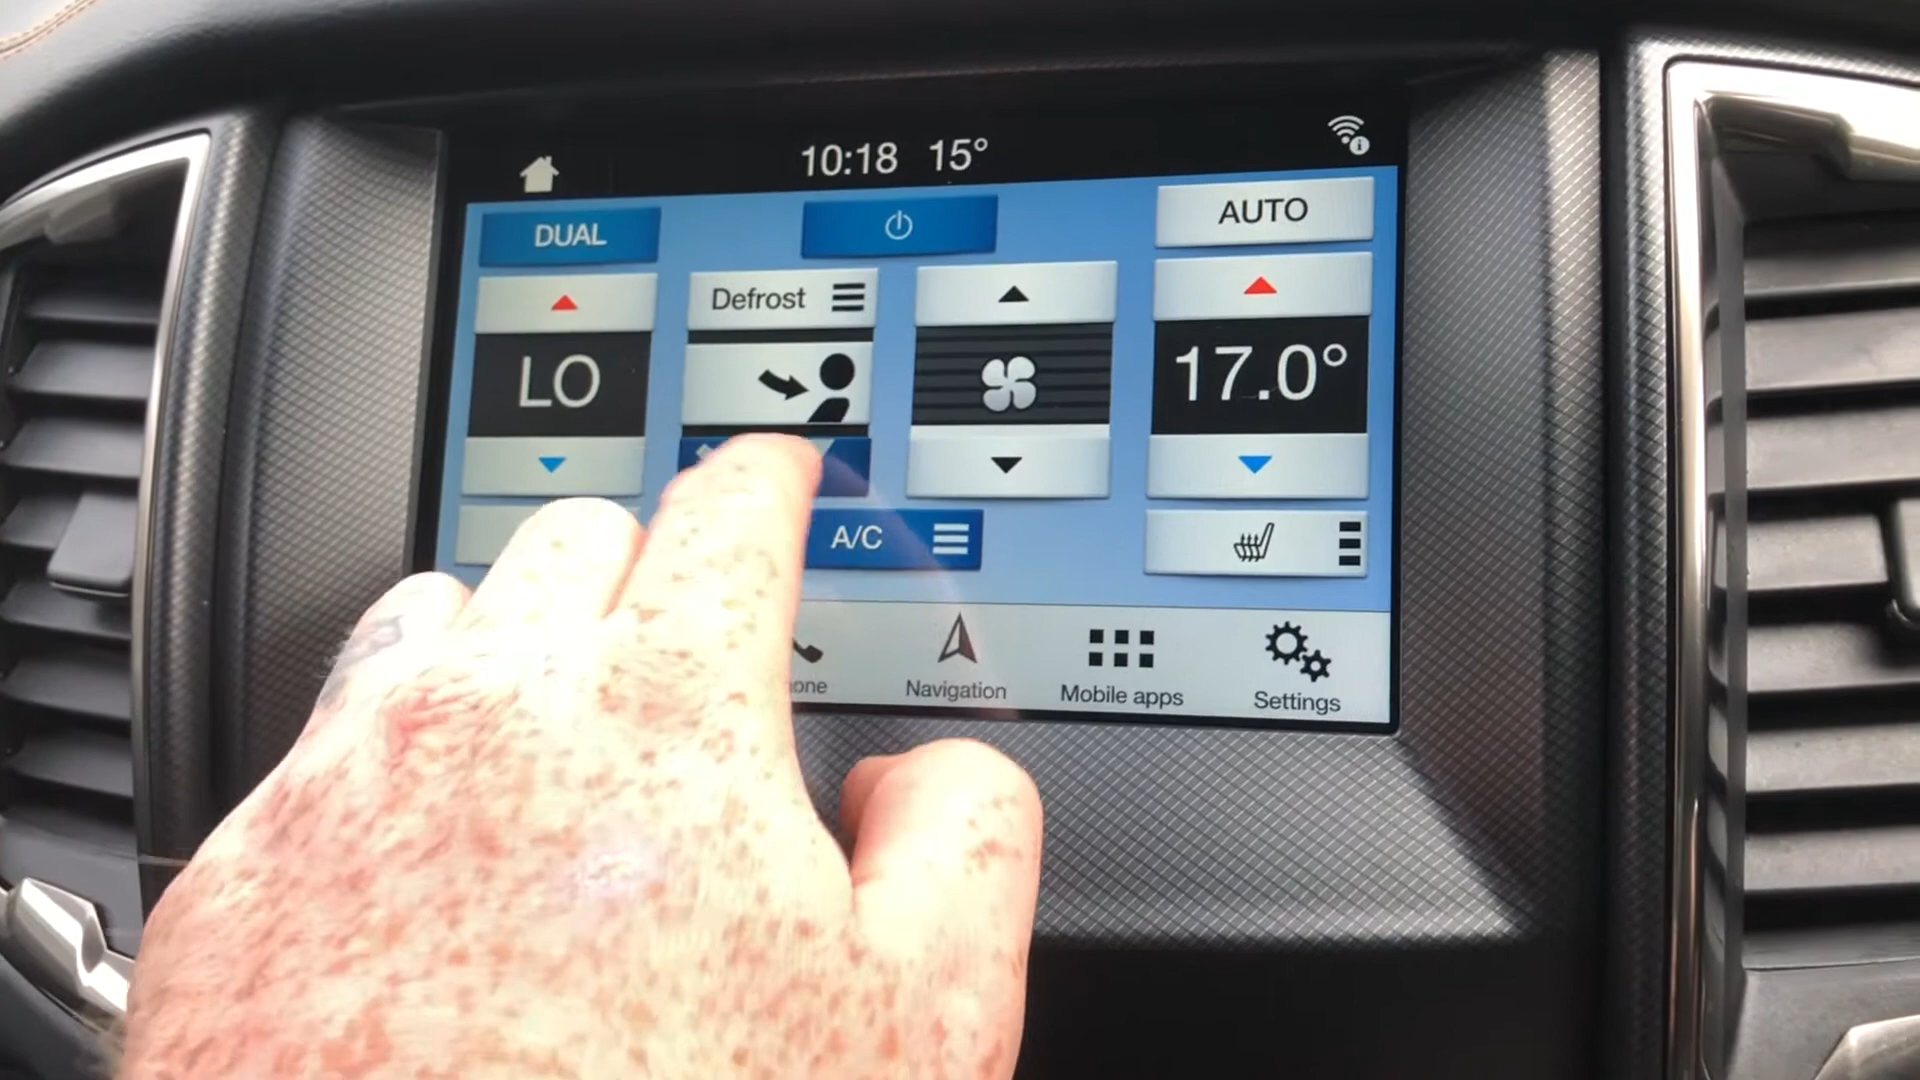 10:18 15°
DUAL
AUTO
Defrost
LO
17.0°
A/C
Navigation
Mobile apps
Settings